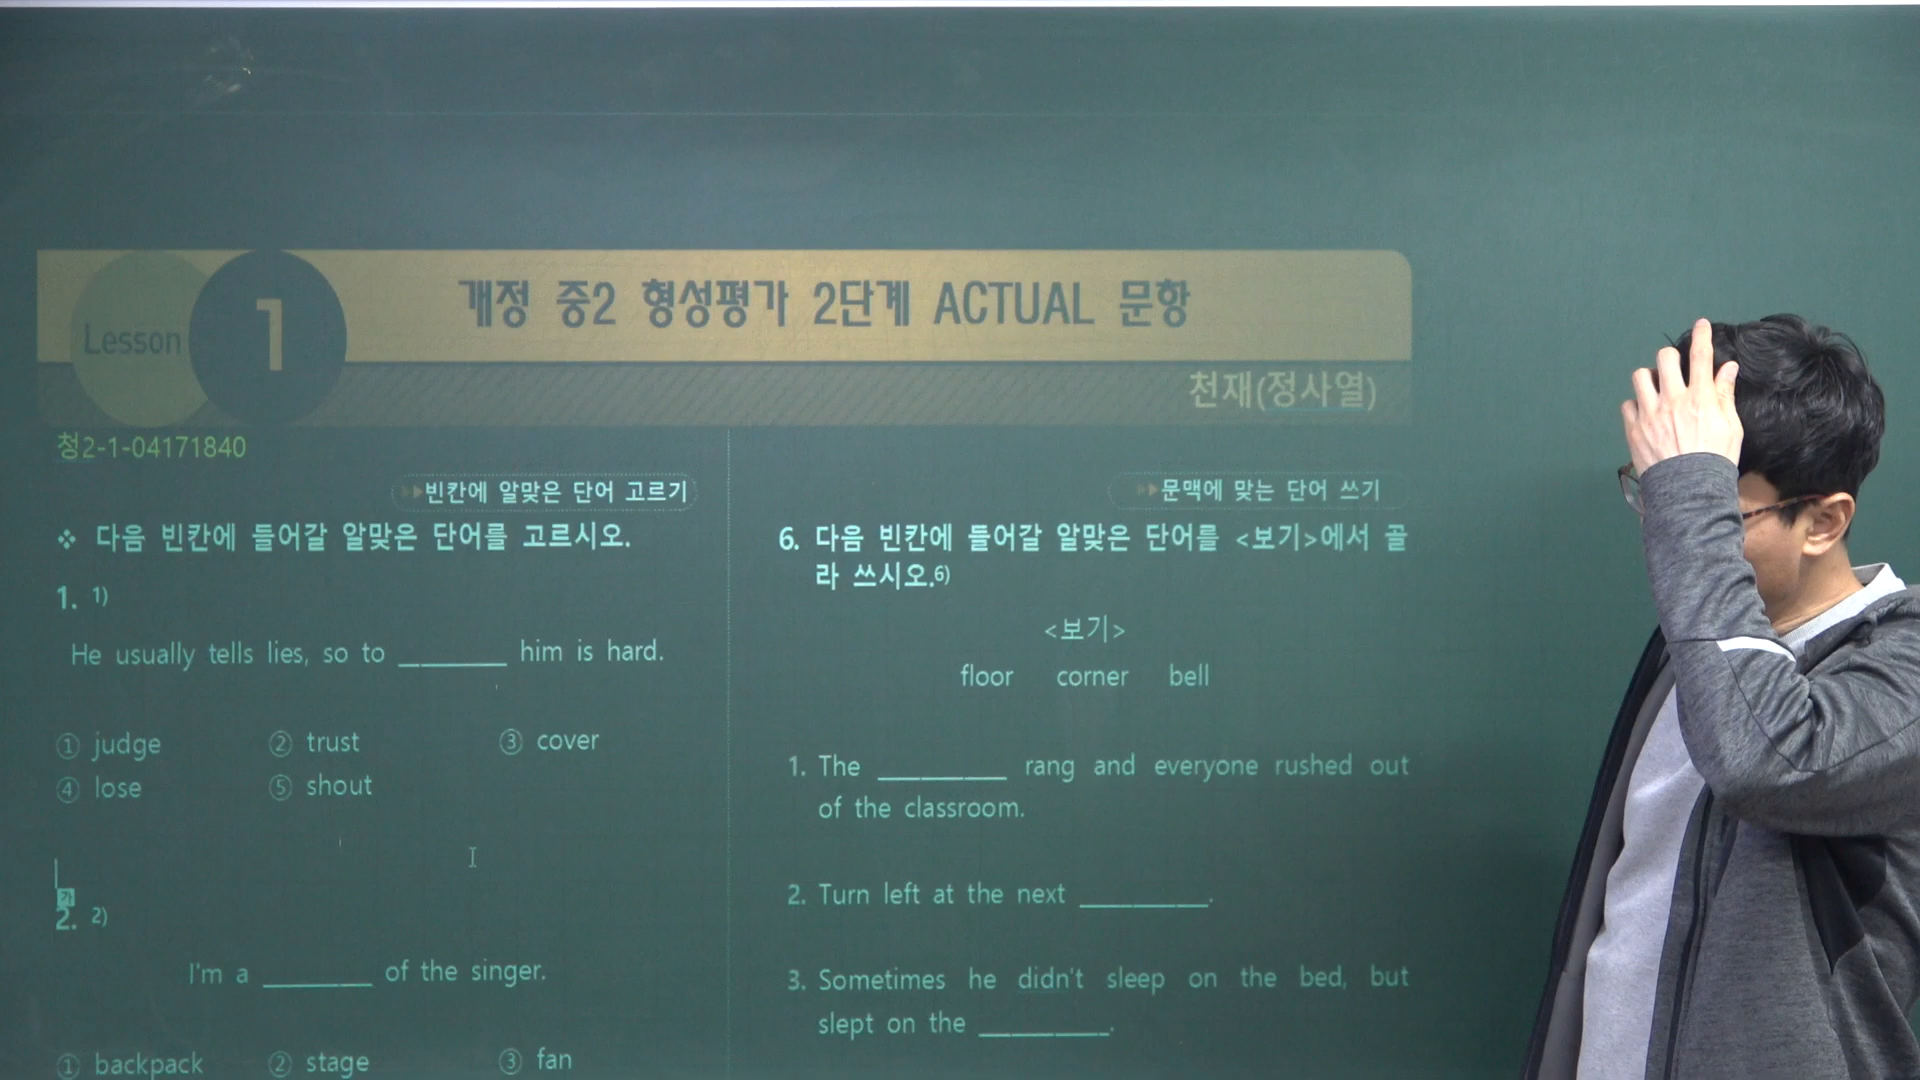 Lesson 1
개정 중2 형성평가 2단계 ACTUAL 문항
천재(정사열)
청2-1-04171840
빈칸에 알맞은 단어 고르기
❖ 다음 빈칸에 들어갈 알맞은 단어를 고르시오.
1. 1)
He usually tells lies, so to ________ him is hard.
① judge ② trust ③ cover
④ lose ⑤ shout
2. 2)
I'm a ________ of the singer.
① backpack ② stage ③ fan
문맥에 맞는 단어 쓰기
6. 다음 빈칸에 들어갈 알맞은 단어를 <보기>에서 골
라 쓰시오.6)
<보기>
floor corner bell
1. The __________ rang and everyone rushed out
of the classroom.
2. Turn left at the next __________.
3. Sometimes he didn't sleep on the bed, but
slept on the __________.